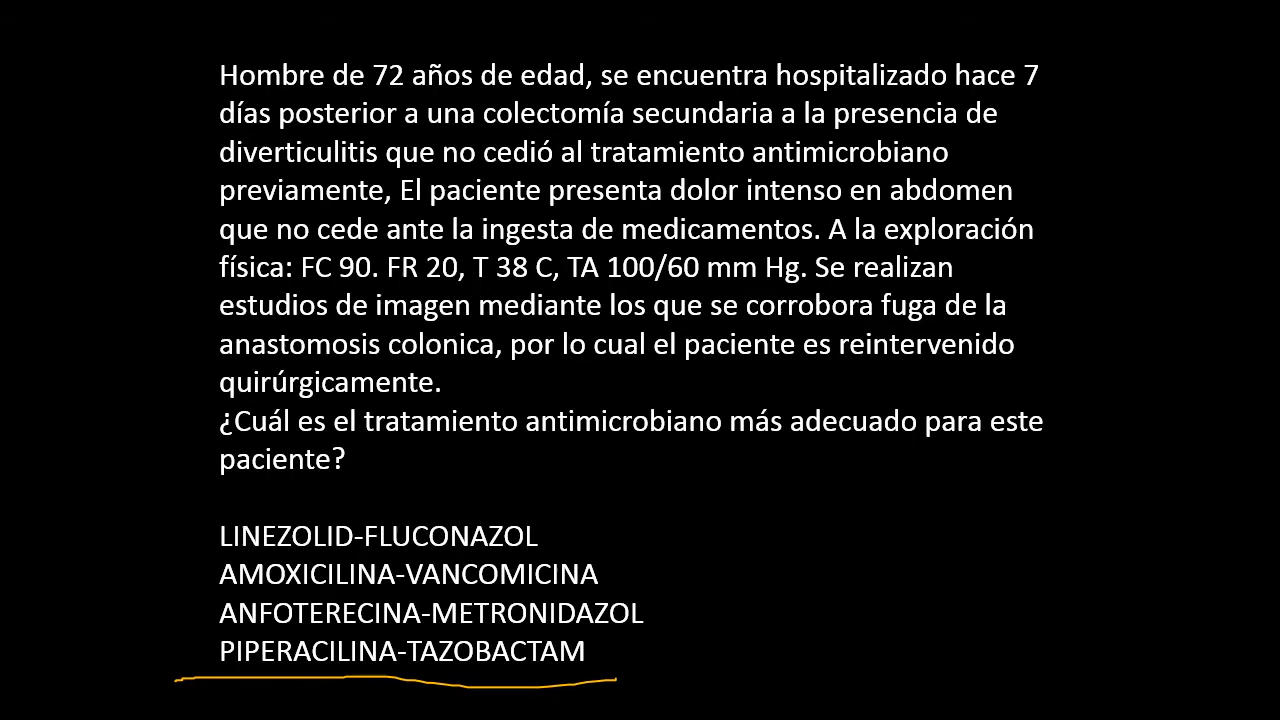 Hombre de 72 años de edad, se encuentra hospitalizado hace 7
días posterior a una colectomía secundaria a la presencia de
diverticulitis que no cedió al tratamiento antimicrobiano
previamente, El paciente presenta dolor intenso en abdomen
que no cede ante la ingesta de medicamentos. A la exploración
física: FC 90. FR 20, T 38 C, TA 100/60 mm Hg. Se realizan
estudios de imagen mediante los que se corrobora fuga de la
anastomosis colonica, por lo cual el paciente es reintervenido
quirúrgicamente.
¿Cuál es el tratamiento antimicrobiano más adecuado para este
paciente?
LINEZOLID-FLUCONAZOL
AMOXICILINA-VANCOMICINA
ANFOTERECINA-METRONIDAZOL
PIPERACILINA-TAZOBACTAM